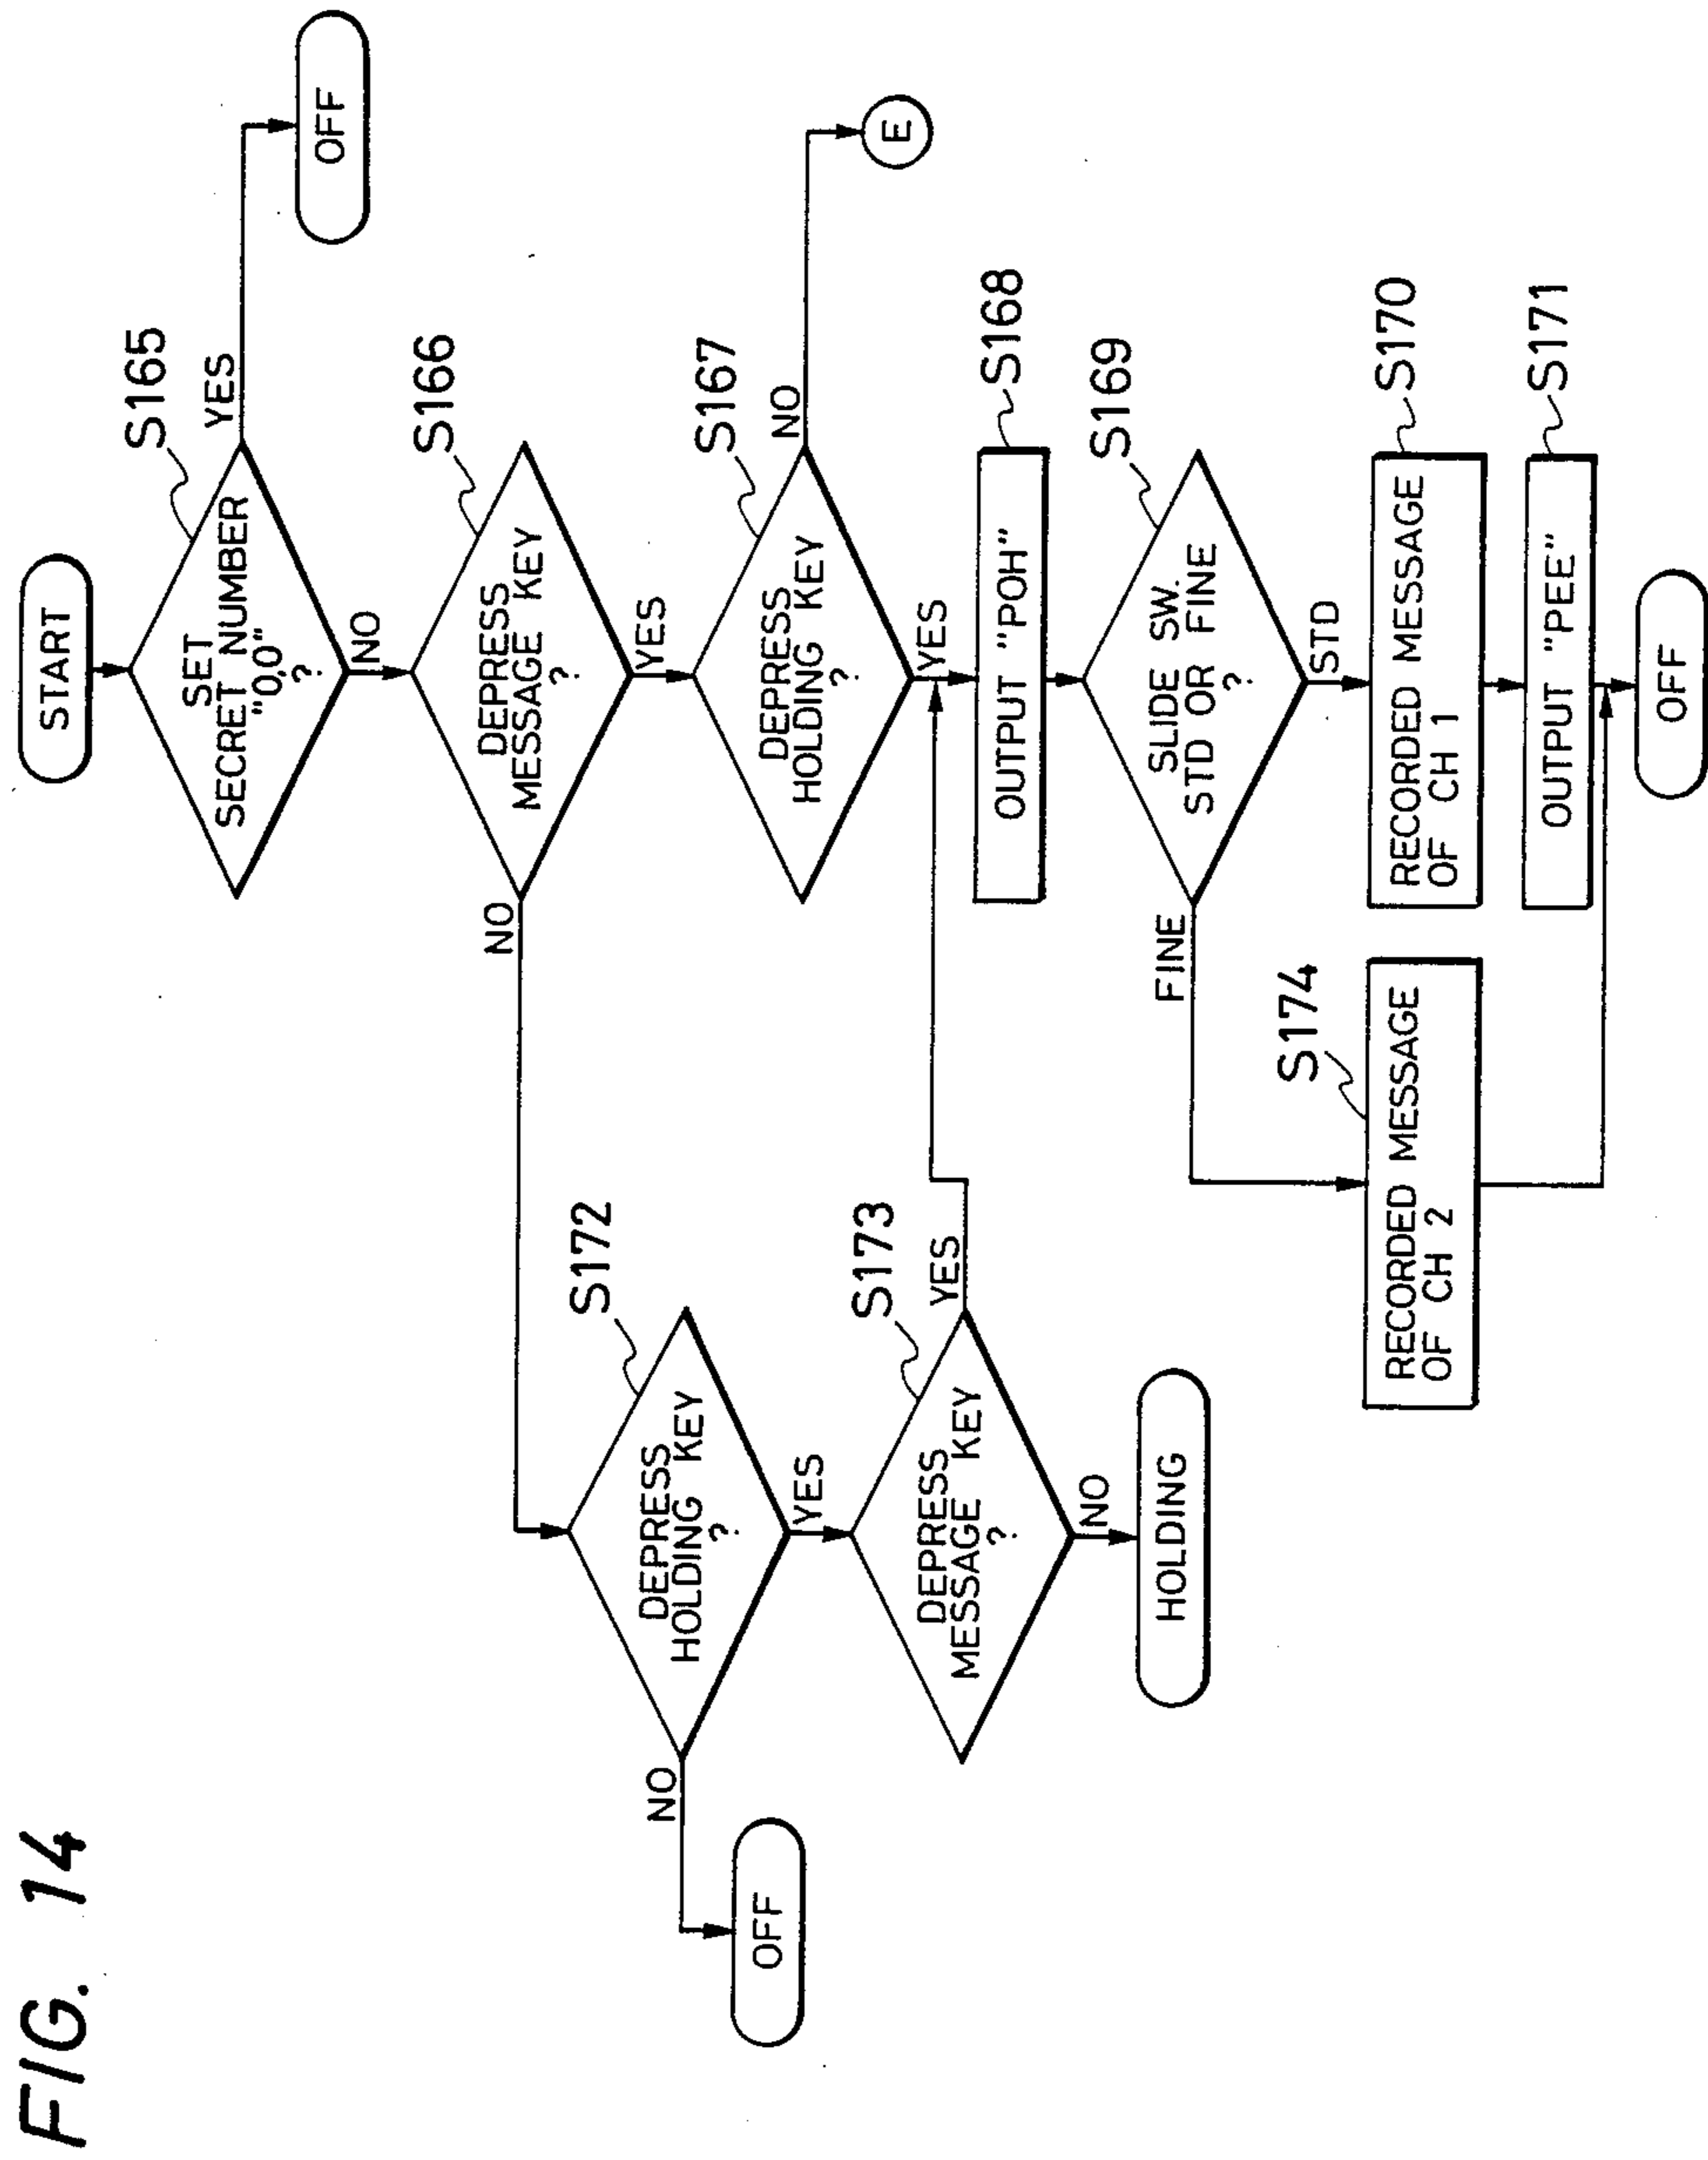 FIG. 14
START
S165
SET
SECRET NUMBER
"0,0"
?
YES
OFF
NO
S166
DEPRESS
MESSAGE KEY
?
NO
YES
S172
DEPRESS
HOLDING KEY
?
NO
OFF
YES
S167
DEPRESS
HOLDING KEY
?
NO
E
YES
S173
DEPRESS
MESSAGE KEY
?
YES
NO
HOLDING
OUTPUT "POH"
S168
S169
SLIDE SW.
STD OR FINE
?
FINE
STD
S174
RECORDED MESSAGE
OF CH 2
RECORDED MESSAGE
OF CH 1
S170
OUTPUT "PEE"
S171
OFF